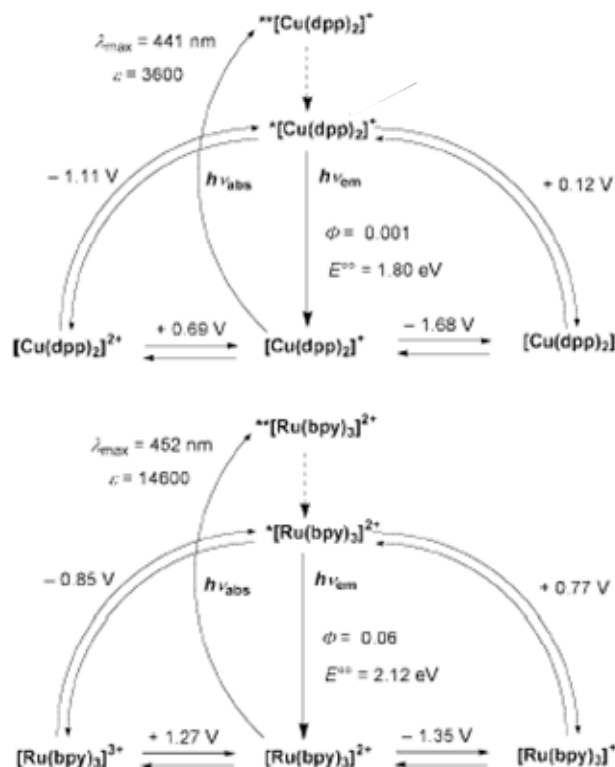 **[Cu(dpp)₂]⁺
λmax = 441 nm
ε = 3600
*[Cu(dpp)₂]⁺
– 1.11 V
hνabs
hνem
+ 0.12 V
Φ = 0.001
E⁰⁰ = 1.80 eV
[Cu(dpp)₂]²⁺
+ 0.69 V
[Cu(dpp)₂]⁺
– 1.68 V
[Cu(dpp)₂]
**[Ru(bpy)₃]²⁺
λmax = 452 nm
ε = 14600
*[Ru(bpy)₃]²⁺
– 0.85 V
hνabs
hνem
+ 0.77 V
Φ = 0.06
E⁰⁰ = 2.12 eV
[Ru(bpy)₃]³⁺
+ 1.27 V
[Ru(bpy)₃]²⁺
– 1.35 V
[Ru(bpy)₃]⁺